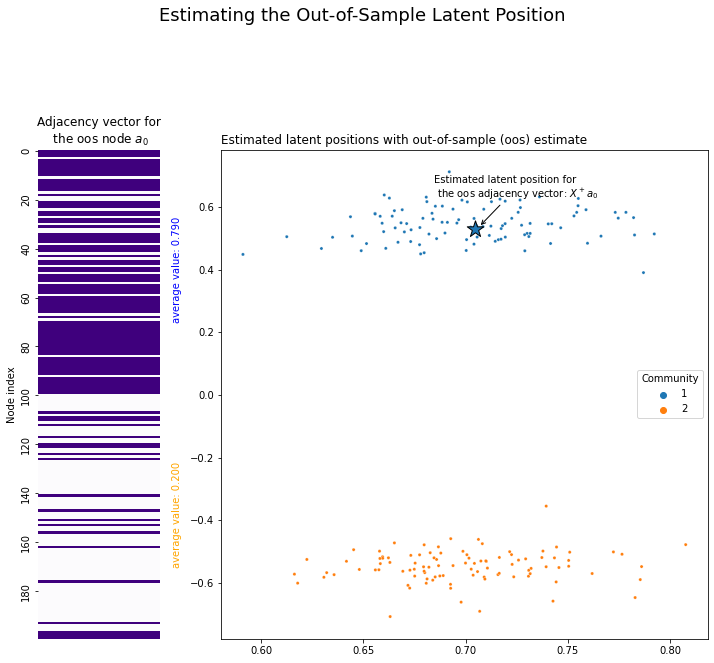 Estimating the Out-of-Sample Latent Position
Adjacency vector for
the oos node a₀
0
20
40
60
80
100
120
140
160
180
Node index
average value: 0.790
average value: 0.200
Estimated latent positions with out-of-sample (oos) estimate
Estimated latent position for
the oos adjacency vector: X⁺a₀
0.6
0.4
0.2
0.0
−0.2
−0.4
−0.6
0.60
0.65
0.70
0.75
0.80
Community
1
2